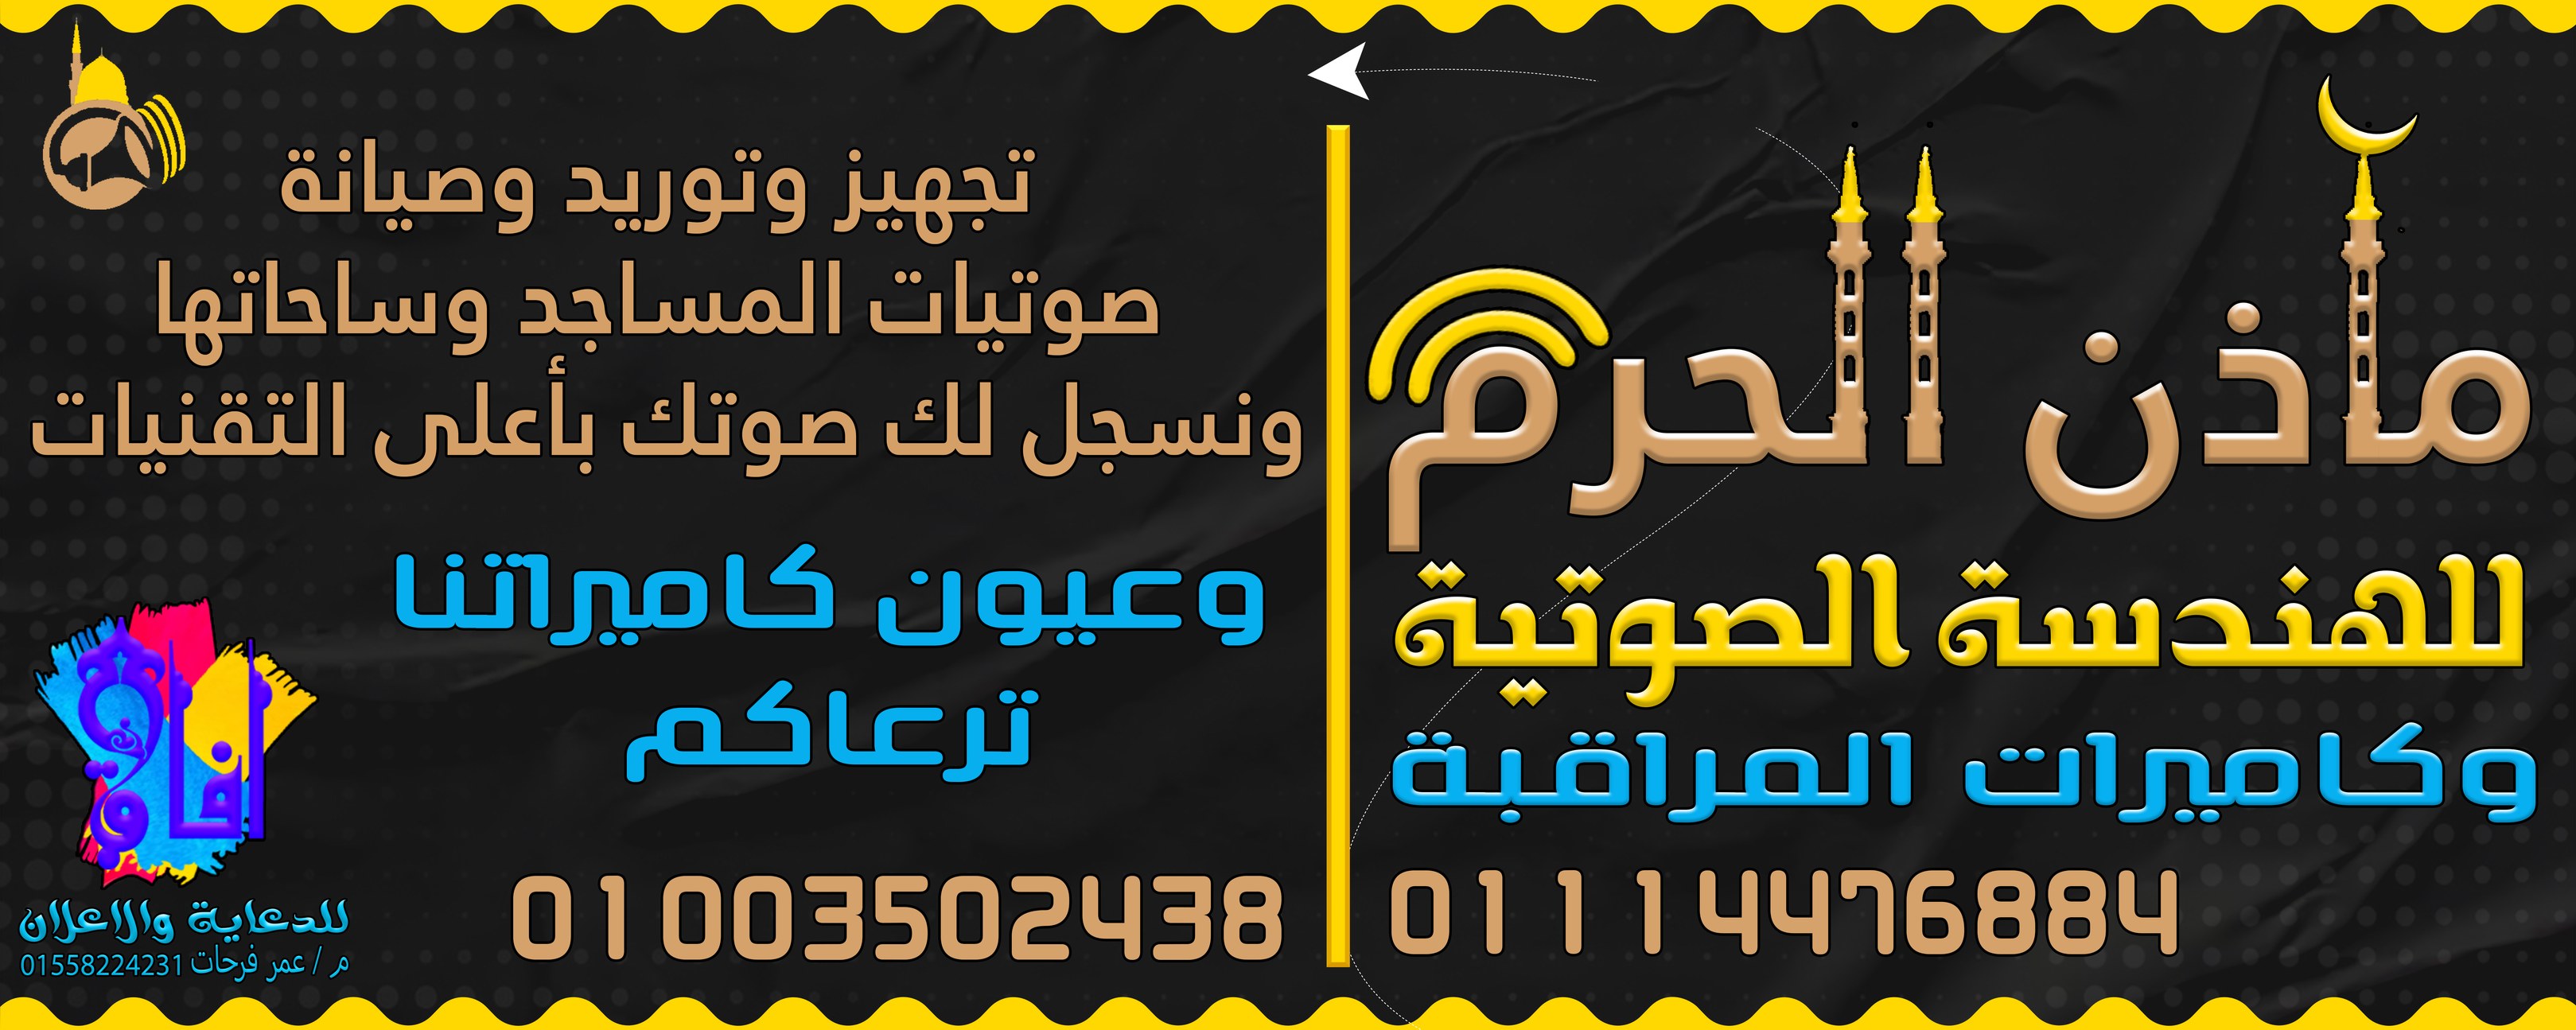 ماذن الحرم
للهندسة الصوتية
وكاميرات المراقبة
01114476884
تجهيز وتوريد وصيانة
صوتيات المساجد وساحاتها
ونسجل لك صوتك بأعلى التقنيات
وعيون كاميراتنا
ترعاكم
01003502438
افاق
للدعاية والاعلان
م / عمر فرحات 01558224231